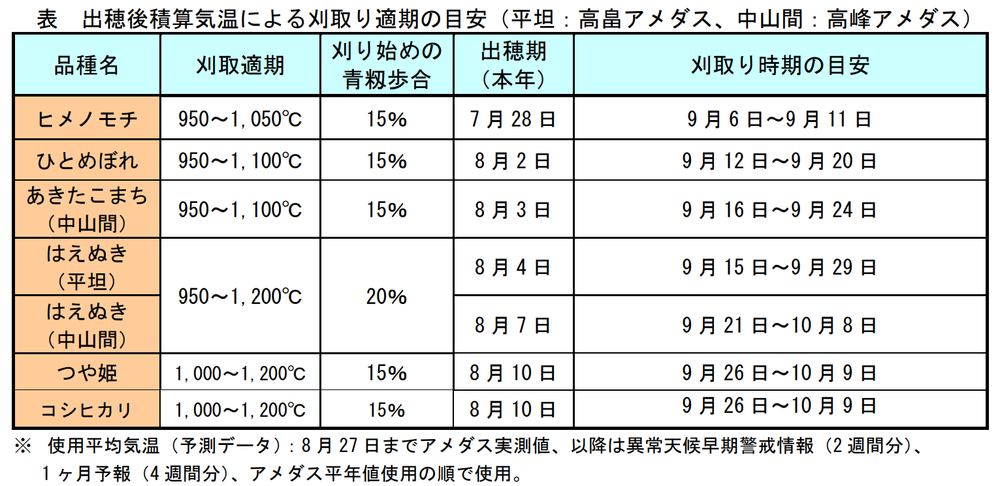 表　出穂後積算気温による刈取り適期の目安（平坦：高畠アメダス、中山間：高峰アメダス）
品種名 刈取適期 刈り始めの青籾歩合 出穂期（本年） 刈取り時期の目安
ヒメノモチ 950～1,050℃ 15% 7月28日 9月6日～9月11日
ひとめぼれ 950～1,100℃ 15% 8月2日 9月12日～9月20日
あきたこまち（中山間） 950～1,100℃ 15% 8月3日 9月16日～9月24日
はえぬき（平坦） 950～1,200℃ 20% 8月4日 9月15日～9月29日
はえぬき（中山間） 8月7日 9月21日～10月8日
つや姫 1,000～1,200℃ 15% 8月10日 9月26日～10月9日
コシヒカリ 1,000～1,200℃ 15% 8月10日 9月26日～10月9日
※　使用平均気温（予測データ）：8月27日までアメダス実測値、以降は異常天候早期警戒情報（2週間分）、
1ヶ月予報（4週間分）、アメダス平年値使用の順で使用。